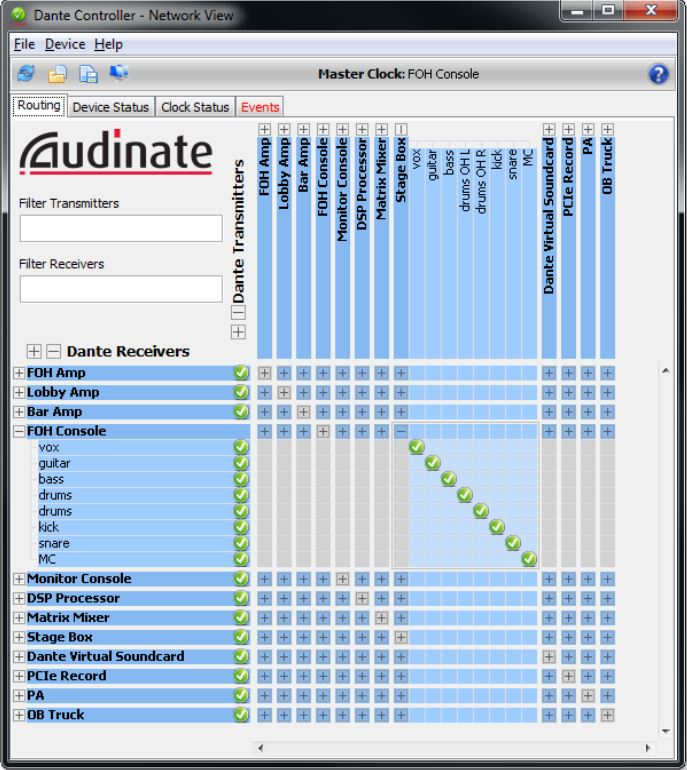 Dante Controller - Network View
File Device Help
Master Clock: FOH Console
?
Routing Device Status Clock Status Events
Audinate
Filter Transmitters
Filter Receivers
Dante Transmitters
FOH Amp
Lobby Amp
Bar Amp
FOH Console
Monitor Console
DSP Processor
Matrix Mixer
Stage Box
vox
guitar
bass
drums OH L
drums OH R
kick
snare
MC
Dante Virtual Soundcard
PCIe Record
PA
OB Truck
Dante Receivers
FOH Amp
Lobby Amp
Bar Amp
FOH Console
vox
guitar
bass
drums
drums
kick
snare
MC
Monitor Console
DSP Processor
Matrix Mixer
Stage Box
Dante Virtual Soundcard
PCIe Record
PA
OB Truck